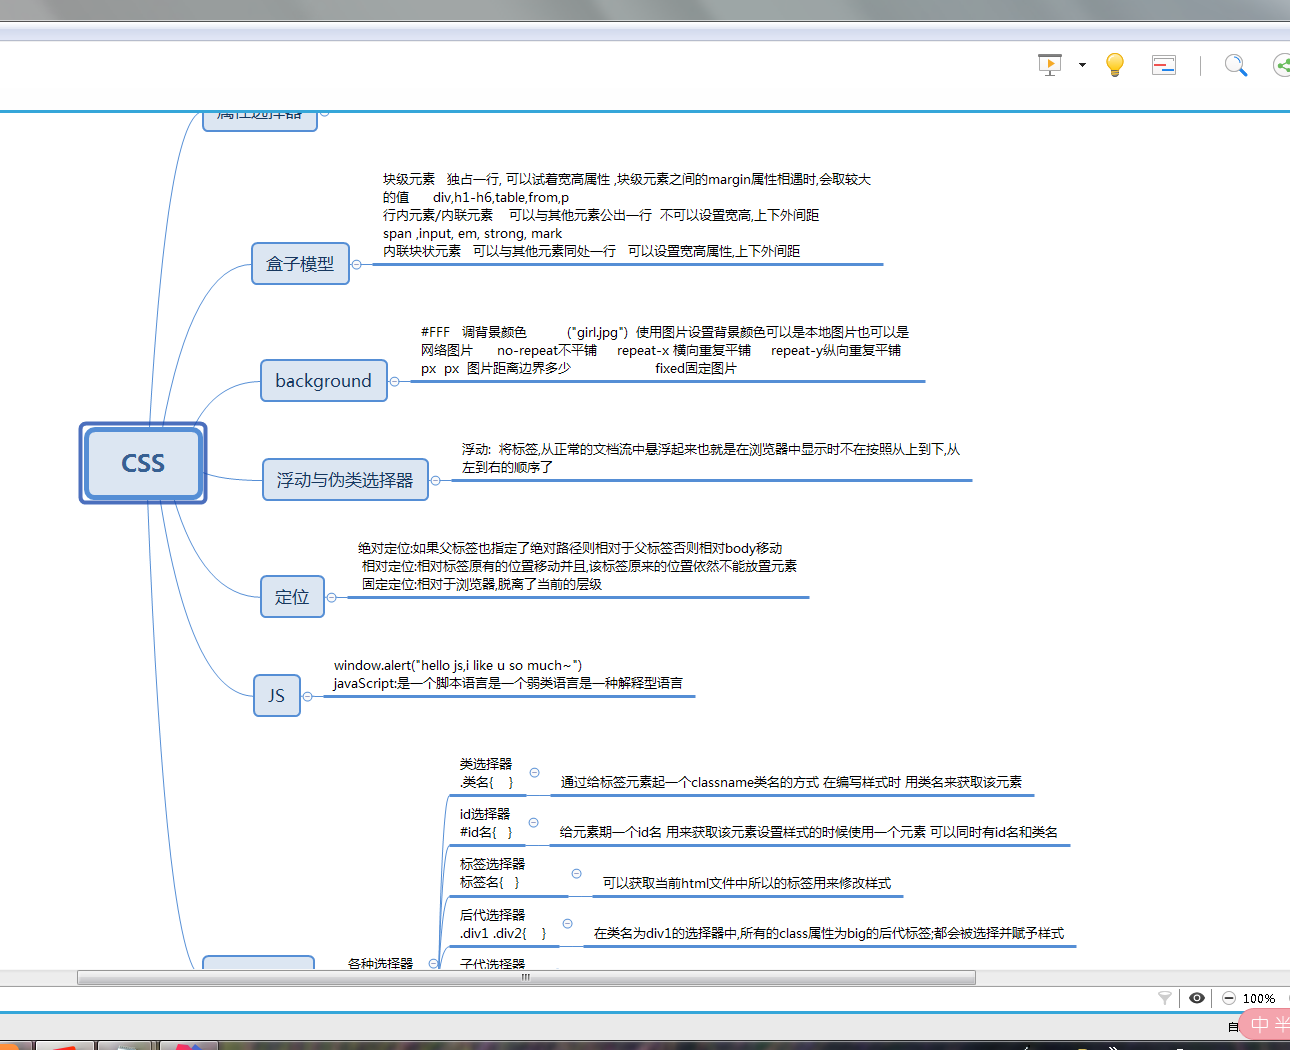 属性选择器
块级元素   独占一行, 可以试着宽高属性 ,块级元素之间的margin属性相遇时,会取较大
的值      div,h1-h6,table,from,p
行内元素/内联元素    可以与其他元素公出一行  不可以设置宽高,上下外间距
span ,input, em, strong, mark
内联块状元素   可以与其他元素同处一行   可以设置宽高属性,上下外间距
盒子模型
#FFF   调背景颜色          ("girl.jpg")  使用图片设置背景颜色可以是本地图片也可以是
网络图片      no-repeat不平铺     repeat-x 横向重复平铺     repeat-y纵向重复平铺
px  px  图片距离边界多少                     fixed固定图片
background
CSS
浮动:  将标签,从正常的文档流中悬浮起来也就是在浏览器中显示时不在按照从上到下,从
左到右的顺序了
浮动与伪类选择器
绝对定位:如果父标签也指定了绝对路径则相对于父标签否则相对body移动
相对定位:相对标签原有的位置移动并且,该标签原来的位置依然不能放置元素
固定定位:相对于浏览器,脱离了当前的层级
定位
window.alert("hello js,i like u so much~")
javaScript:是一个脚本语言是一个弱类语言是一种解释型语言
JS
类选择器
.类名{    }
通过给标签元素起一个classname类名的方式 在编写样式时 用类名来获取该元素
id选择器
#id名{   }
给元素期一个id名 用来获取该元素设置样式的时候使用一个元素 可以同时有id名和类名
标签选择器
标签名{   }
可以获取当前html文件中所以的标签用来修改样式
后代选择器
.div1 .div2{    }
在类名为div1的选择器中,所有的class属性为big的后代标签;都会被选择并赋予样式
各种选择器
子代选择器
100%
自
中 半